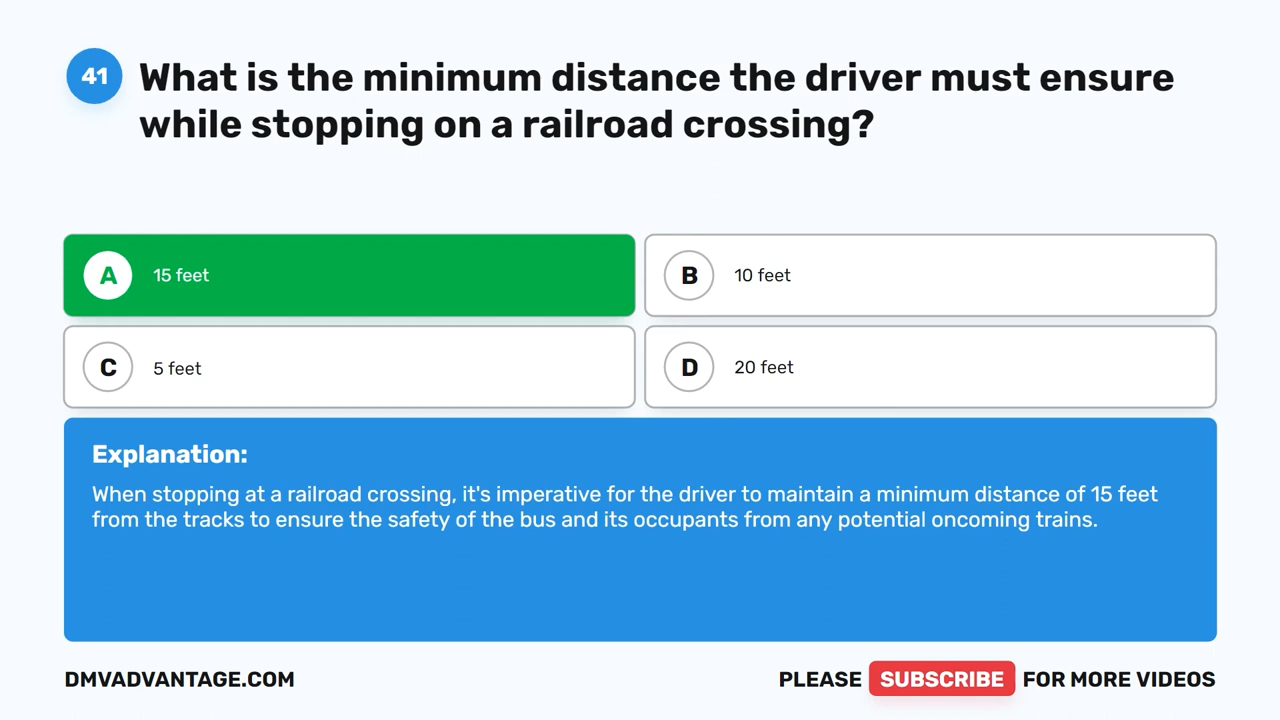 41 What is the minimum distance the driver must ensure
while stopping on a railroad crossing?
A 15 feet
B 10 feet
C 5 feet
D 20 feet
Explanation:
When stopping at a railroad crossing, it's imperative for the driver to maintain a minimum distance of 15 feet
from the tracks to ensure the safety of the bus and its occupants from any potential oncoming trains.
DMVADVANTAGE.COM
PLEASE SUBSCRIBE FOR MORE VIDEOS